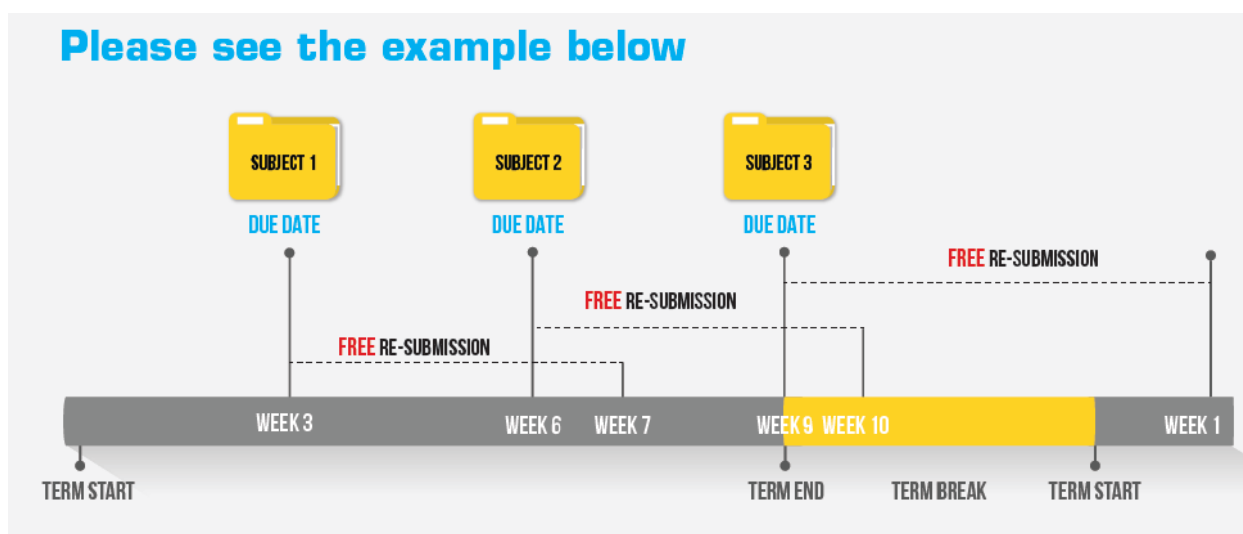 Please see the example below
SUBJECT 1
SUBJECT 2
SUBJECT 3
DUE DATE
DUE DATE
DUE DATE
FREE RE-SUBMISSION
FREE RE-SUBMISSION
FREE RE-SUBMISSION
WEEK 3
WEEK 6
WEEK 7
WEEK 9
WEEK 10
WEEK 1
TERM START
TERM END
TERM BREAK
TERM START